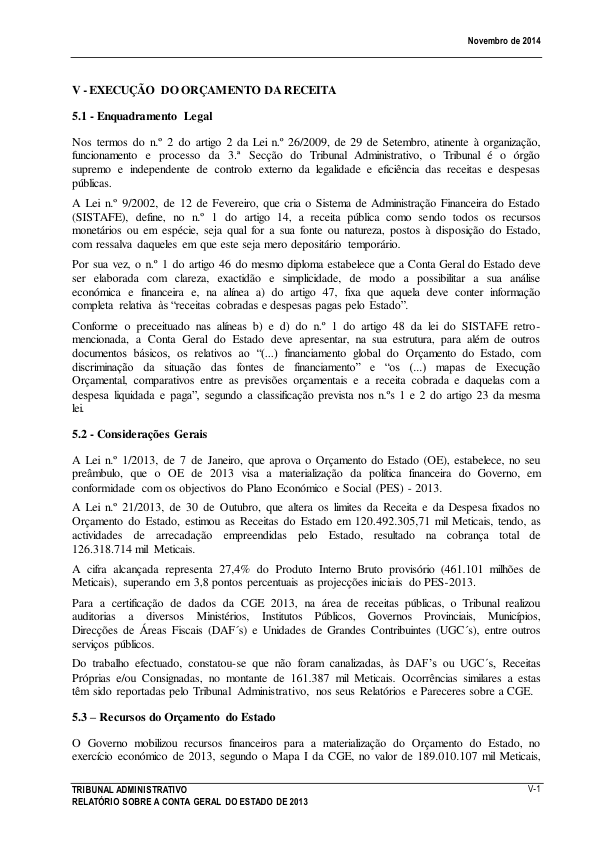 Novembro de 2014
V - EXECUÇÃO DO ORÇAMENTO DA RECEITA
5.1 - Enquadramento Legal
Nos termos do n.º 2 do artigo 2 da Lei n.º 26/2009, de 29 de Setembro, atinente à organização,
funcionamento e processo da 3.ª Secção do Tribunal Administrativo, o Tribunal é o órgão
supremo e independente de controlo externo da legalidade e eficiência das receitas e despesas
públicas.
A Lei n.º 9/2002, de 12 de Fevereiro, que cria o Sistema de Administração Financeira do Estado
(SISTAFE), define, no n.º 1 do artigo 14, a receita pública como sendo todos os recursos
monetários ou em espécie, seja qual for a sua fonte ou natureza, postos à disposição do Estado,
com ressalva daqueles em que este seja mero depositário temporário.
Por sua vez, o n.º 1 do artigo 46 do mesmo diploma estabelece que a Conta Geral do Estado deve
ser elaborada com clareza, exactidão e simplicidade, de modo a possibilitar a sua análise
económica e financeira e, na alínea a) do artigo 47, fixa que aquela deve conter informação
completa relativa às “receitas cobradas e despesas pagas pelo Estado”.
Conforme o preceituado nas alíneas b) e d) do n.º 1 do artigo 48 da lei do SISTAFE retro-
mencionada, a Conta Geral do Estado deve apresentar, na sua estrutura, para além de outros
documentos básicos, os relativos ao “(...) financiamento global do Orçamento do Estado, com
discriminação da situação das fontes de financiamento” e “os (...) mapas de Execução
Orçamental, comparativos entre as previsões orçamentais e a receita cobrada e daquelas com a
despesa liquidada e paga”, segundo a classificação prevista nos n.ºs 1 e 2 do artigo 23 da mesma
lei.
5.2 - Considerações Gerais
A Lei n.º 1/2013, de 7 de Janeiro, que aprova o Orçamento do Estado (OE), estabelece, no seu
preâmbulo, que o OE de 2013 visa a materialização da política financeira do Governo, em
conformidade com os objectivos do Plano Económico e Social (PES) - 2013.
A Lei n.º 21/2013, de 30 de Outubro, que altera os limites da Receita e da Despesa fixados no
Orçamento do Estado, estimou as Receitas do Estado em 120.492.305,71 mil Meticais, tendo, as
actividades de arrecadação empreendidas pelo Estado, resultado na cobrança total de
126.318.714 mil Meticais.
A cifra alcançada representa 27,4% do Produto Interno Bruto provisório (461.101 milhões de
Meticais), superando em 3,8 pontos percentuais as projecções iniciais do PES-2013.
Para a certificação de dados da CGE 2013, na área de receitas públicas, o Tribunal realizou
auditorias a diversos Ministérios, Institutos Públicos, Governos Provinciais, Municípios,
Direcções de Áreas Fiscais (DAF´s) e Unidades de Grandes Contribuintes (UGC´s), entre outros
serviços públicos.
Do trabalho efectuado, constatou-se que não foram canalizadas, às DAF’s ou UGC´s, Receitas
Próprias e/ou Consignadas, no montante de 161.387 mil Meticais. Ocorrências similares a estas
têm sido reportadas pelo Tribunal Administrativo, nos seus Relatórios e Pareceres sobre a CGE.
5.3 – Recursos do Orçamento do Estado
O Governo mobilizou recursos financeiros para a materialização do Orçamento do Estado, no
exercício económico de 2013, segundo o Mapa I da CGE, no valor de 189.010.107 mil Meticais,
TRIBUNAL ADMINISTRATIVO
V-1
RELATÓRIO SOBRE A CONTA GERAL DO ESTADO DE 2013